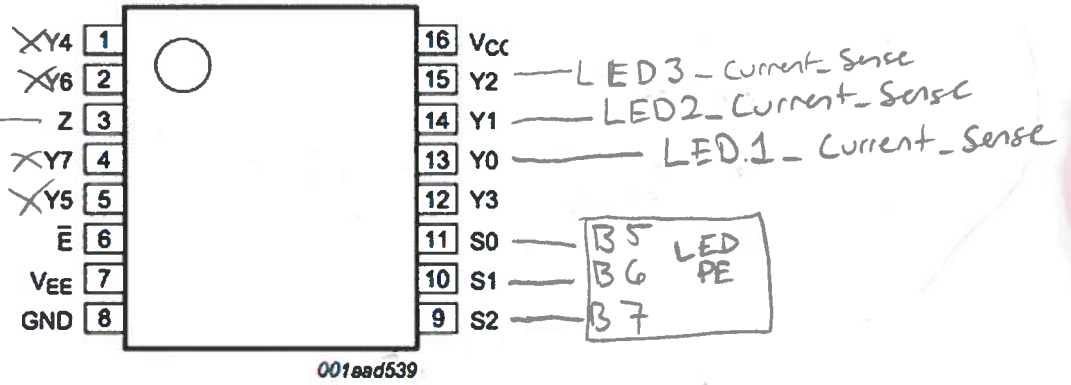 Y4 1 16 VCC
Y6 2 15 Y2 LED3_Current_Sense
Z 3 14 Y1 LED2_Current_Sense
Y7 4 13 Y0 LED.1_Current_Sense
Y5 5 12 Y3
E̅ 6 11 S0 B5 LED
VEE 7 10 S1 B6 PE
GND 8 9 S2 B7
001aad539